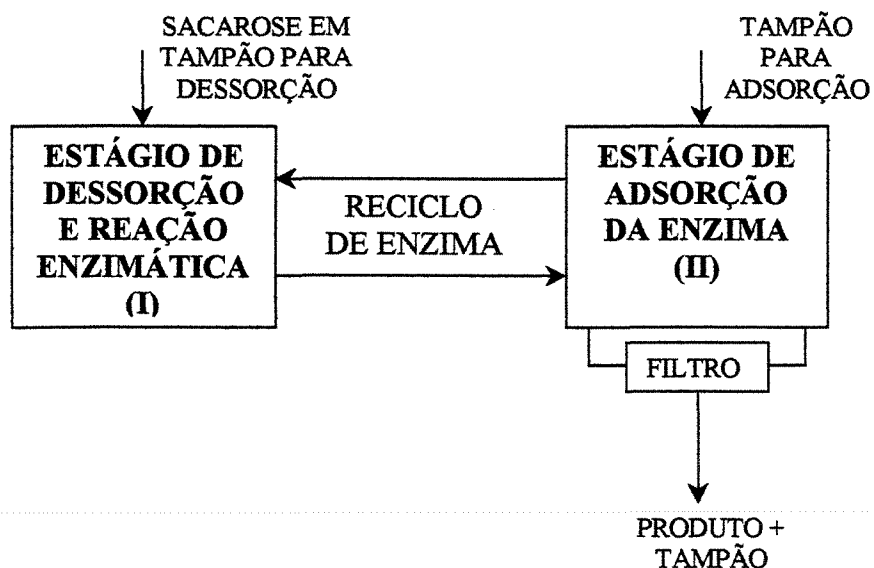 SACAROSE EM
TAMPÃO PARA
DESSORÇÃO
TAMPÃO
PARA
ADSORÇÃO
ESTÁGIO DE
DESSORÇÃO
E REAÇÃO
ENZIMÁTICA
(I)
RECICLO
DE ENZIMA
ESTÁGIO DE
ADSORÇÃO
DA ENZIMA
(II)
FILTRO
PRODUTO +
TAMPÃO